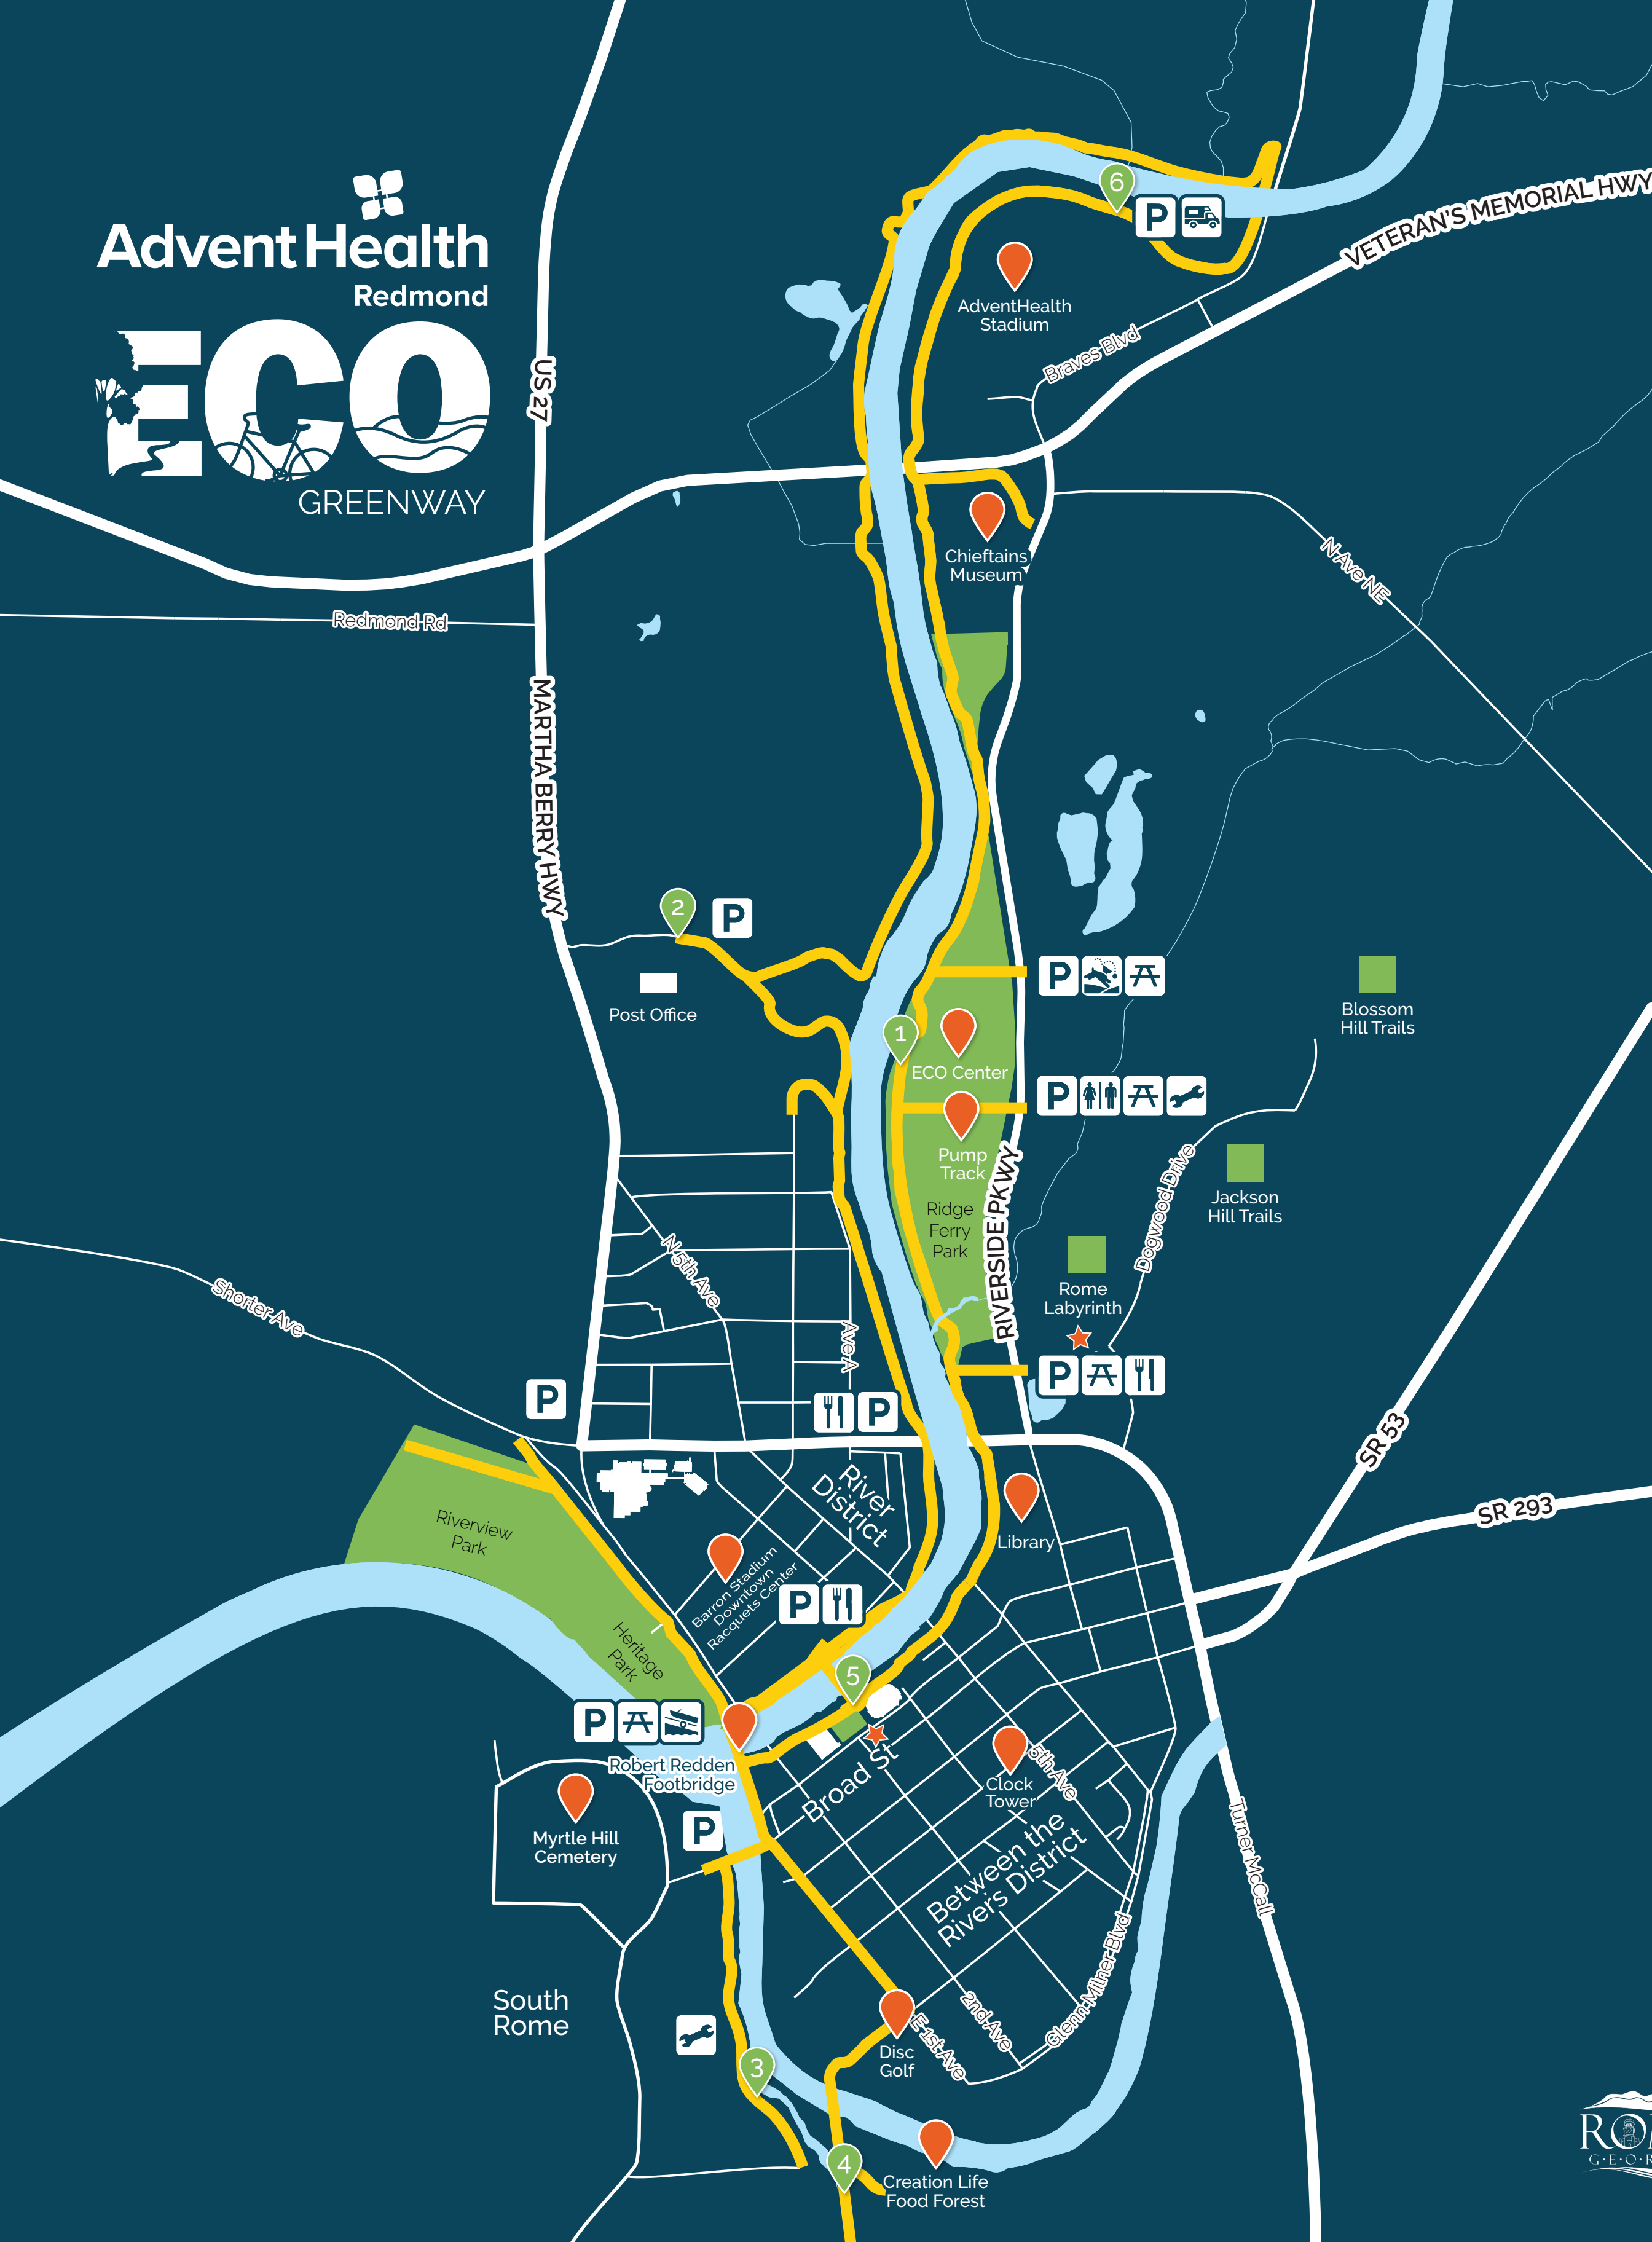 AdventHealth
Redmond
ECO
GREENWAY
US 27
VETERAN'S MEMORIAL HWY
6
P
AdventHealth
Stadium
Braves Blvd
Chieftains
Museum
N Ave NE
Redmond Rd
MARTHA BERRY HWY
2
P
Post Office
P
1
ECO Center
Blossom
Hill Trails
P
Pump
Track
RIVERSIDE PKWY
Ridge
Ferry
Park
Dogwood Drive
Jackson
Hill Trails
N 5th Ave
Rome
Labyrinth
Shorter Ave
Ave A
P
P
P
SR 53
River
District
Riverview
Park
Library
SR 293
Barron Stadium
Downtown
Racquets Center
P
Heritage
Park
5
P
Robert Redden
Footbridge
Broad St
Clock
Tower
5th Ave
Myrtle Hill
Cemetery
P
Between the
Rivers District
Turner McCall
Glenn Milner Blvd
South
Rome
2nd Ave
E 1st Ave
Disc
Golf
3
4
Creation Life
Food Forest